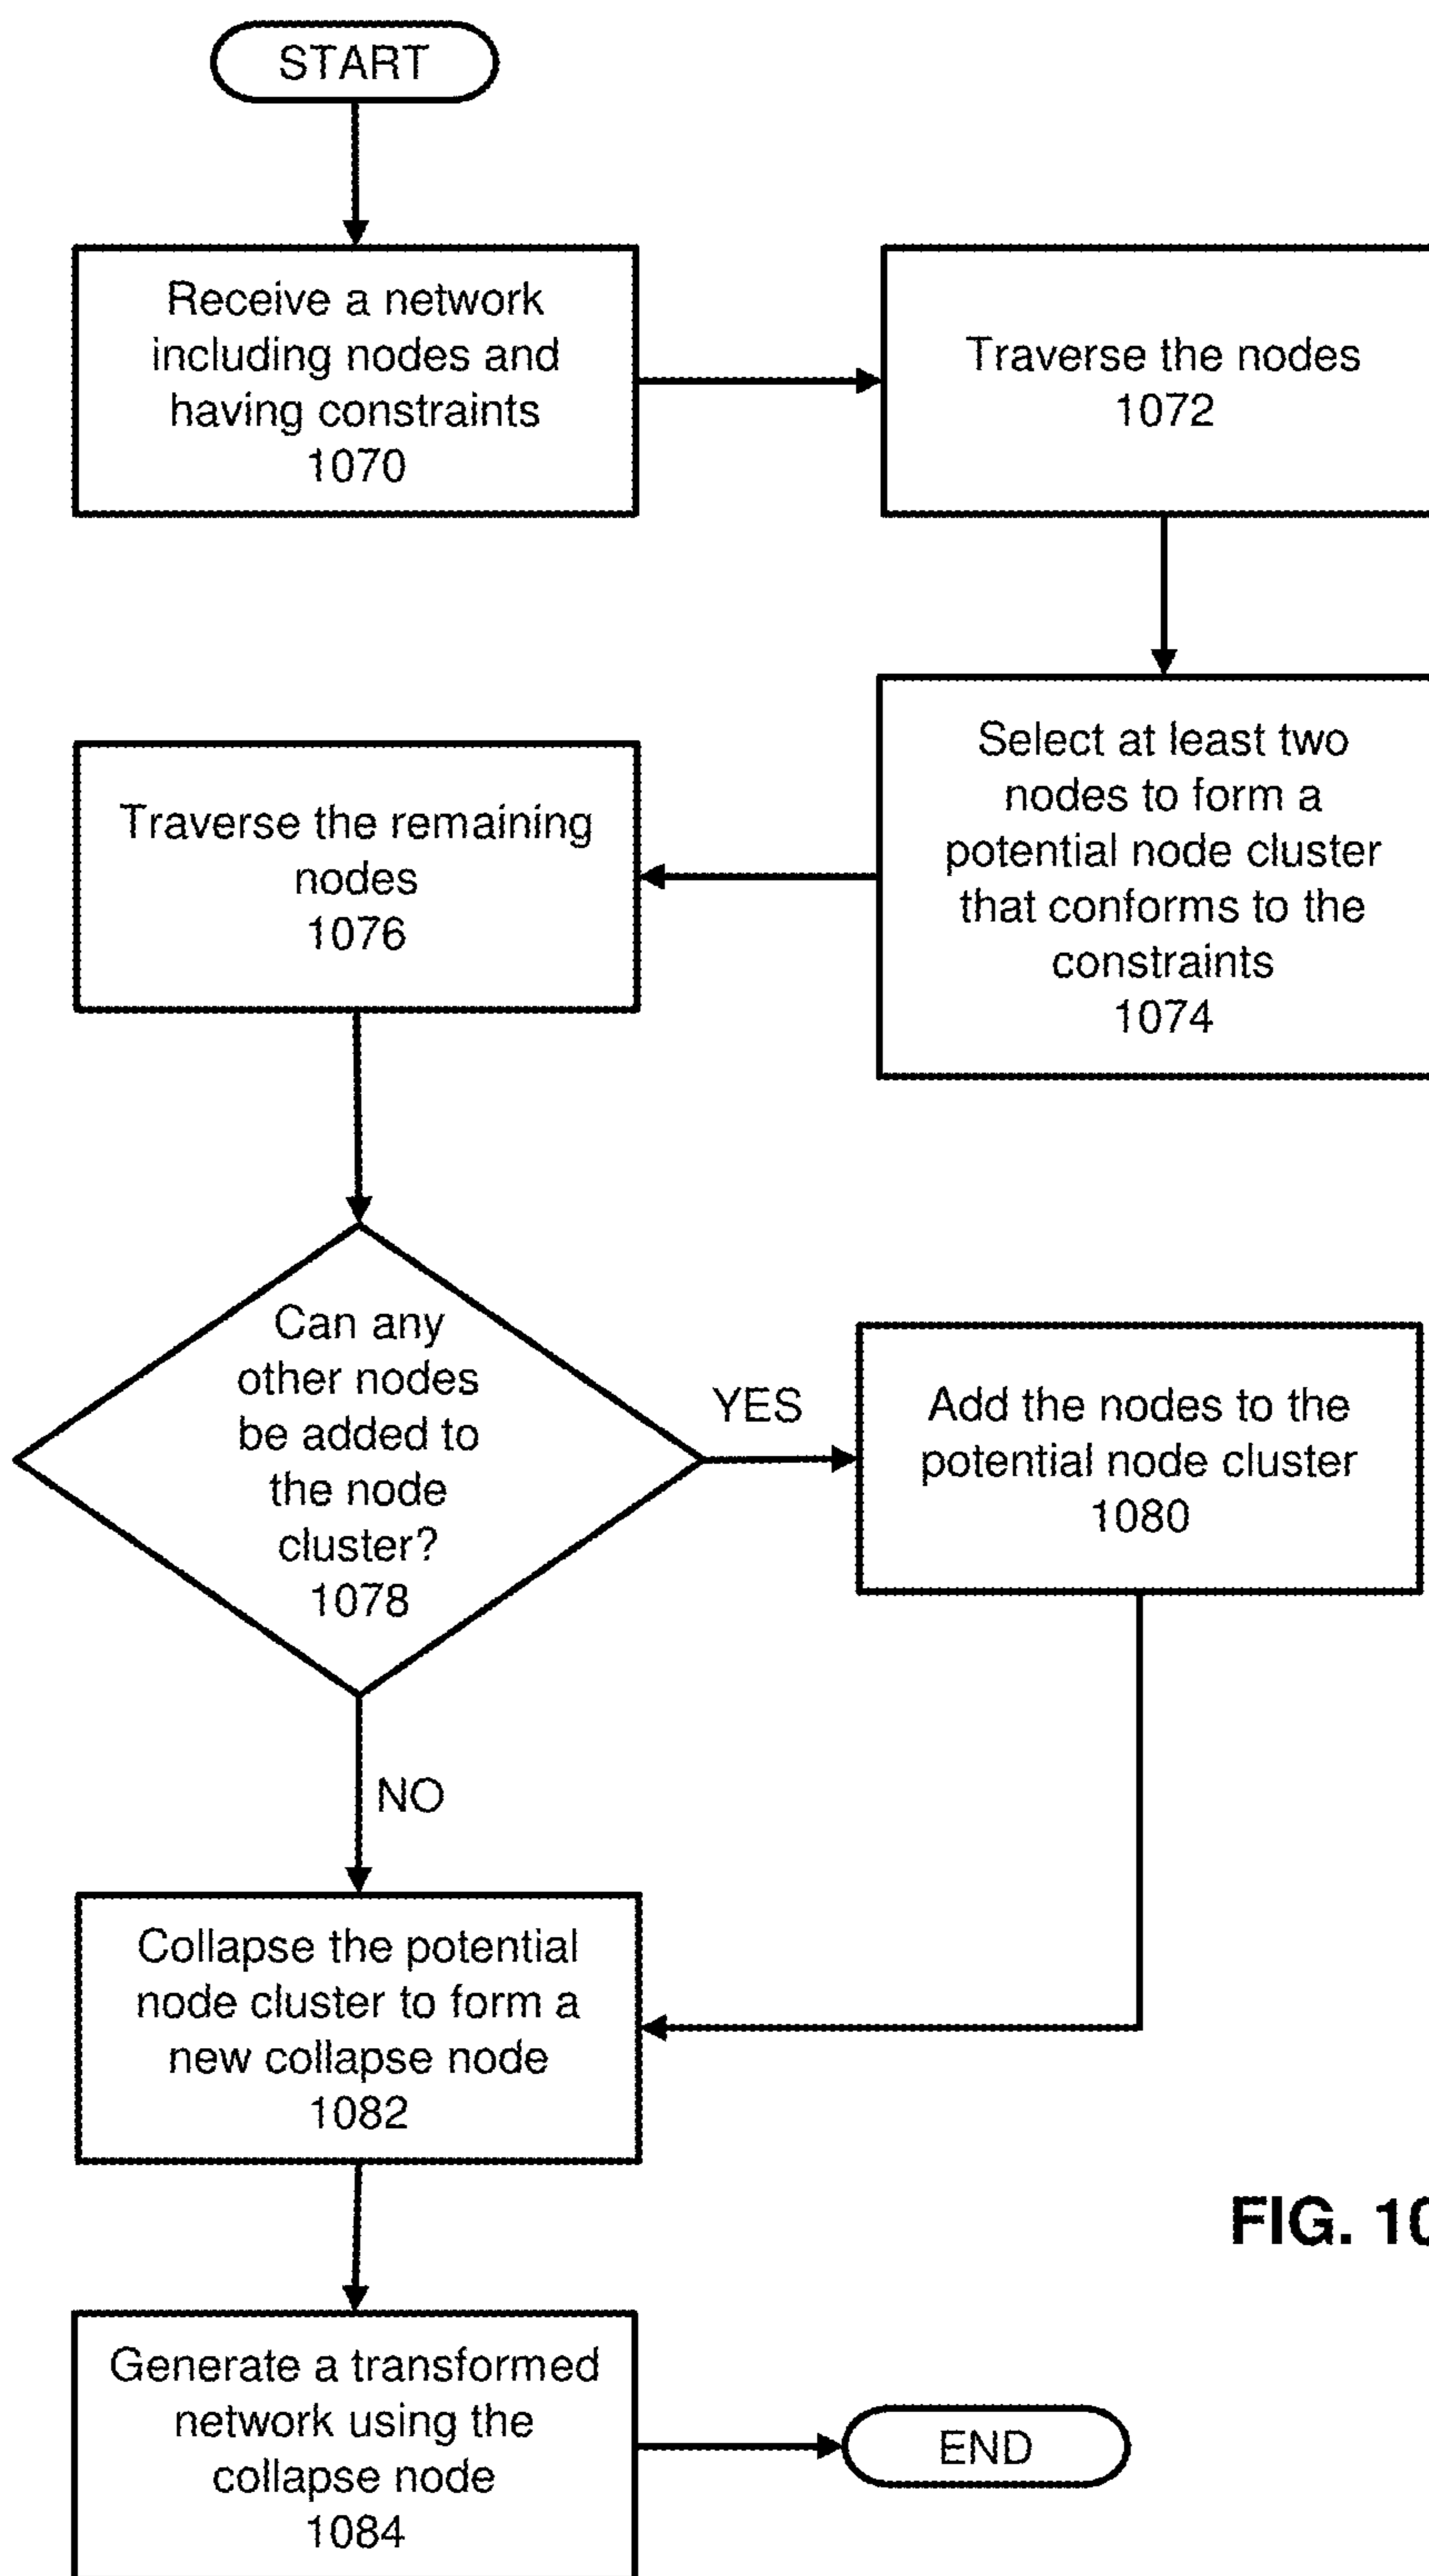 START
Receive a network
including nodes and
having constraints
1070
Traverse the nodes
1072
Select at least two
nodes to form a
potential node cluster
that conforms to the
constraints
1074
Traverse the remaining
nodes
1076
Can any
other nodes
be added to
the node
cluster?
1078
YES
Add the nodes to the
potential node cluster
1080
NO
Collapse the potential
node cluster to form a
new collapse node
1082
Generate a transformed
network using the
collapse node
1084
END
FIG. 10